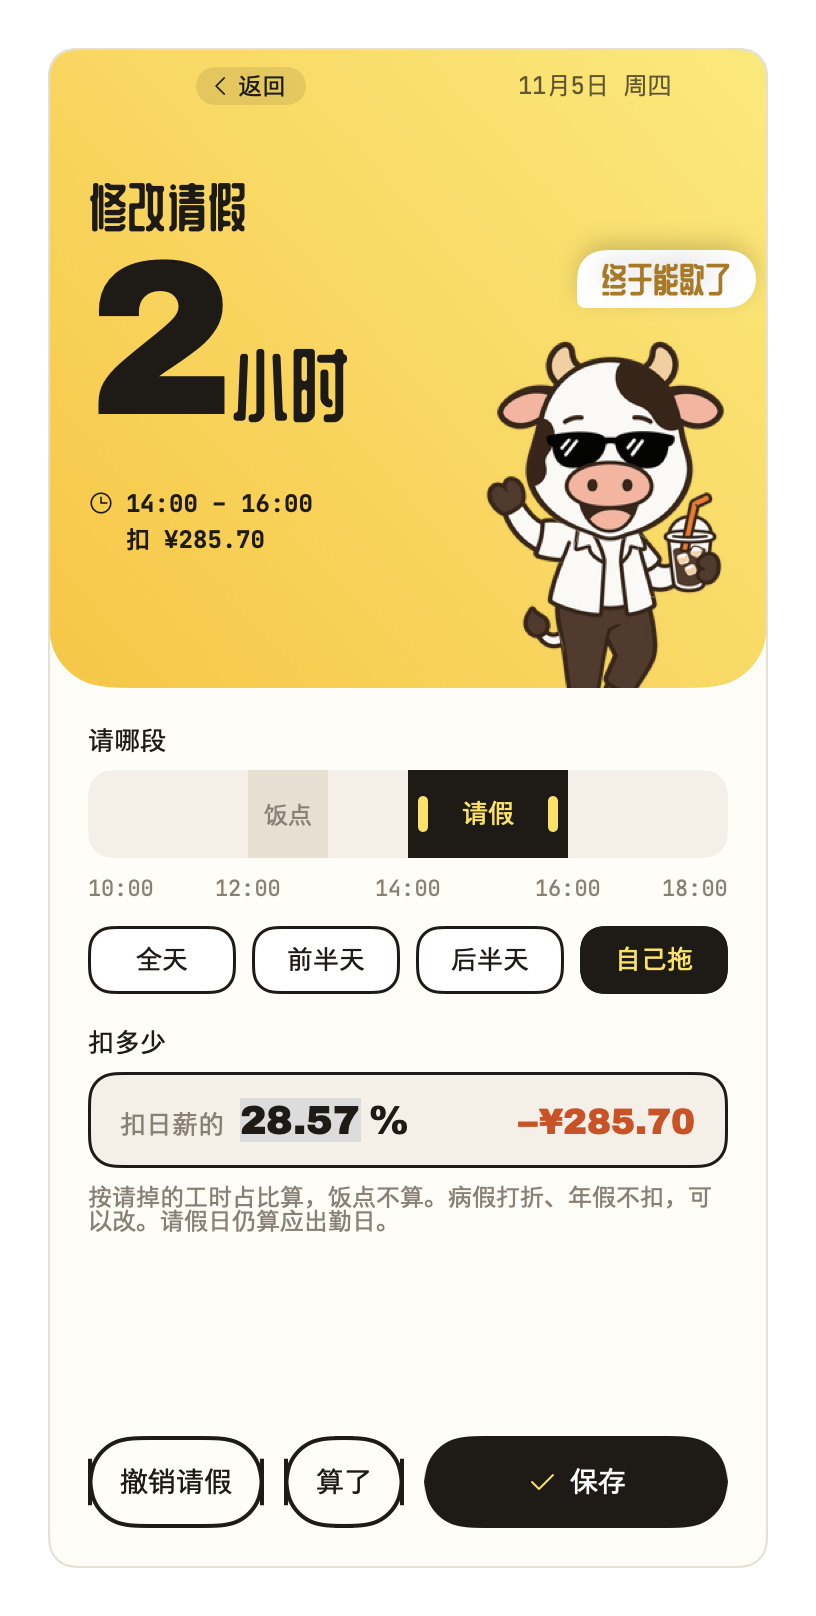 返回
11月5日 周四
修改请假
终于能歇了
2小时
14:00 – 16:00
扣 ¥285.70
请哪段
饭点
请假
10:00 12:00 14:00 16:00 18:00
全天 前半天 后半天 自己拖
扣多少
扣日薪的 28.57 % –¥285.70
按请掉的工时占比算，饭点不算。病假打折、年假不扣，可
以改。请假日仍算应出勤日。
撤销请假 算了 保存